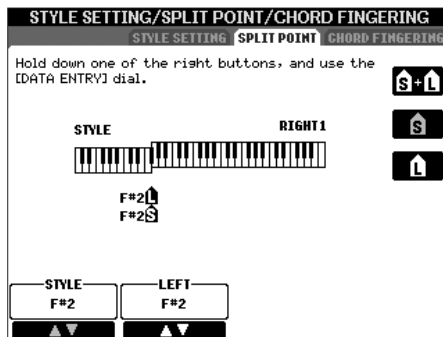 STYLE SETTING/SPLIT POINT/CHORD FINGERING
STYLE SETTING SPLIT POINT CHORD FINGERING
Hold down one of the right buttons, and use the
[DATA ENTRY] dial.
S+L
STYLE RIGHT1
S
L
F#2 L
F#2 S
STYLE LEFT
F#2 F#2